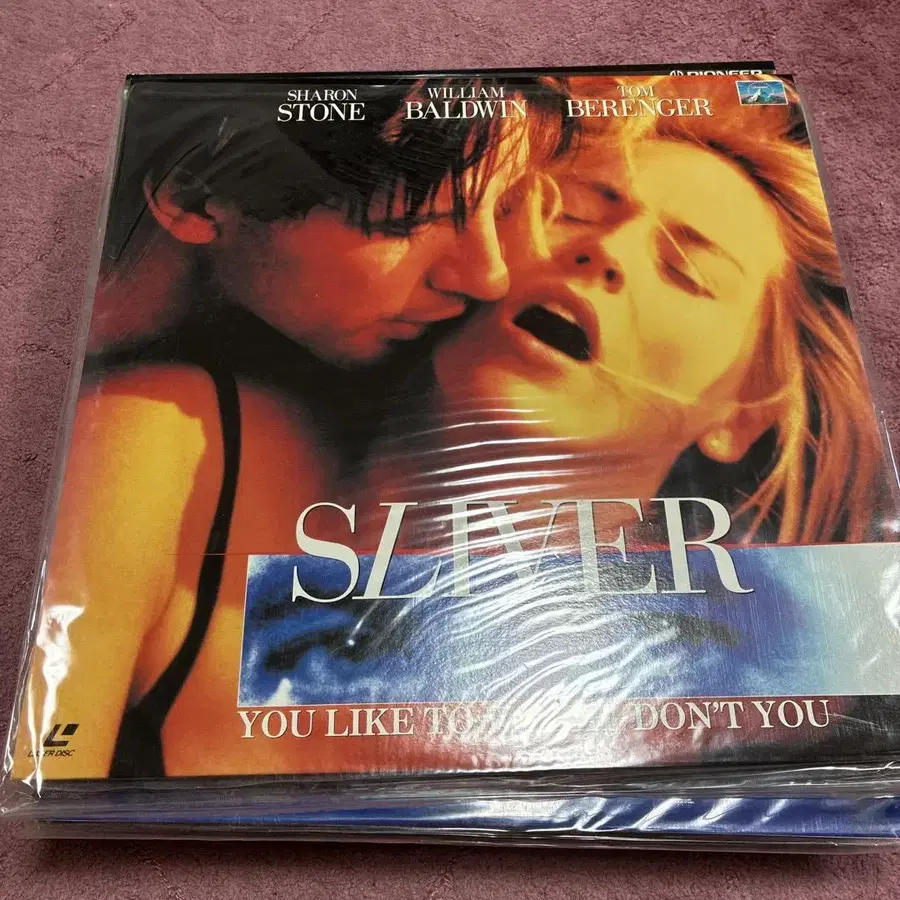 PIONEER
SHARON STONE
WILLIAM BALDWIN
TOM BERENGER
SLIVER
YOU LIKE TO DON'T YOU
LASER DISC